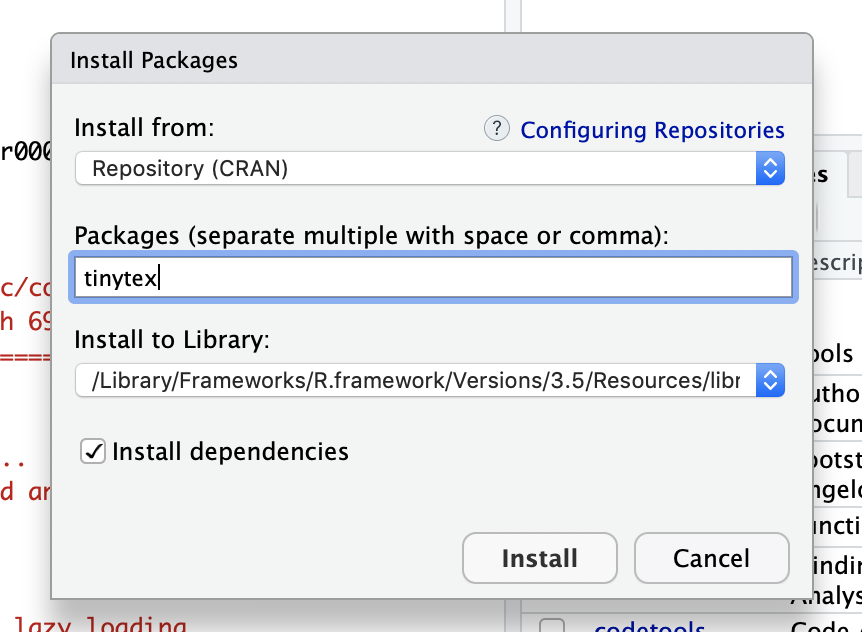 Install Packages
Install from:
? Configuring Repositories
Repository (CRAN)
Packages (separate multiple with space or comma):
tinytex
Install to Library:
/Library/Frameworks/R.framework/Versions/3.5/Resources/libr
Install dependencies
Install
Cancel
r000
c/co
h 69
====
..
d ar
lazy loading
es
escrip
ools
utho
ocum
ootst
ngelo
uncti
indin
Analys
codetools
Code